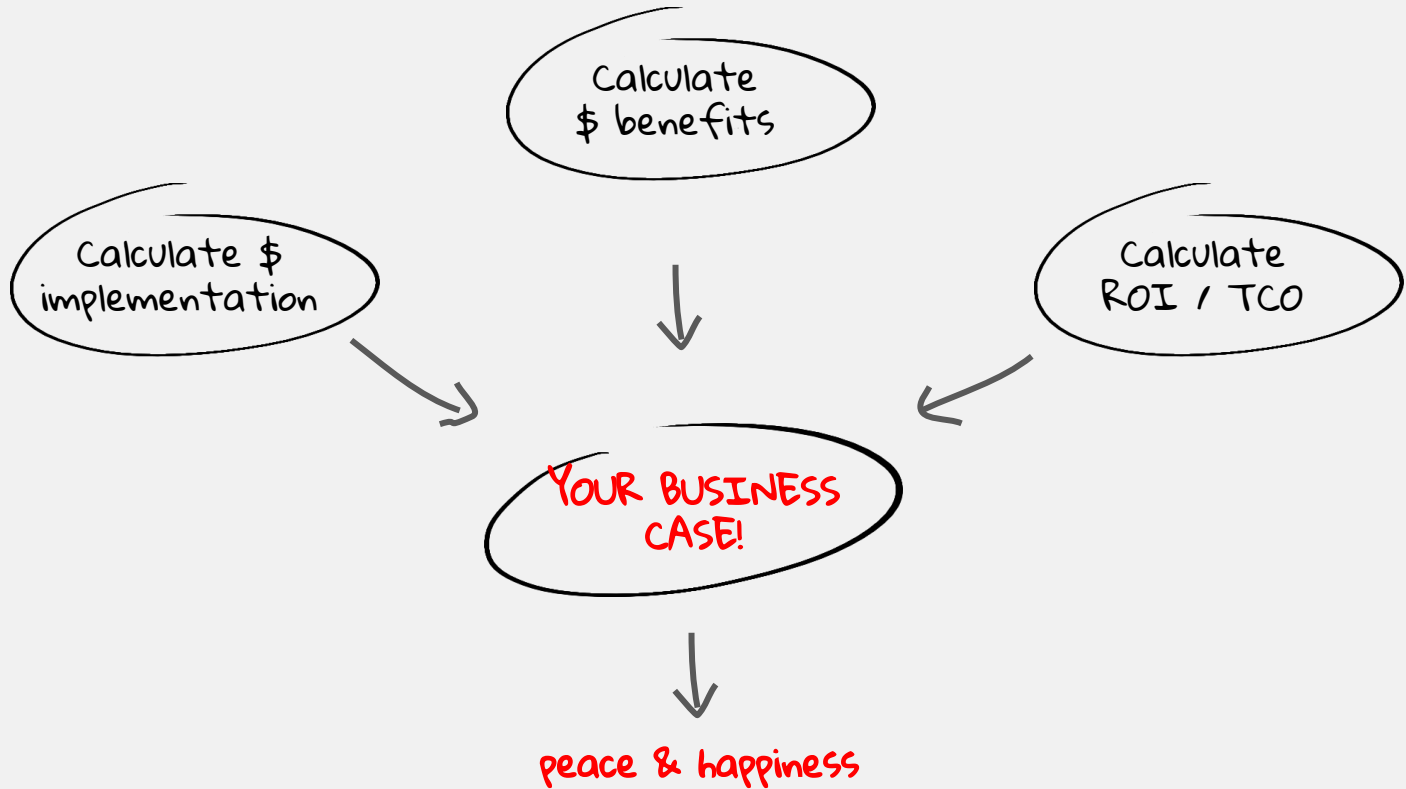 Calculate
$ benefits
Calculate $
implementation
Calculate
ROI / TCO
YOUR BUSINESS
CASE!
peace & happiness